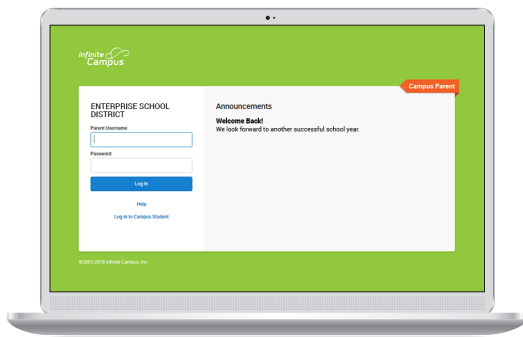 Infinite
Campus
Campus Parent
ENTERPRISE SCHOOL
DISTRICT
Parent Username
Password
Log In
Help
Log in to Campus Student
Announcements
Welcome Back!
We look forward to another successful school year.
©2003-2018 Infinite Campus, Inc.